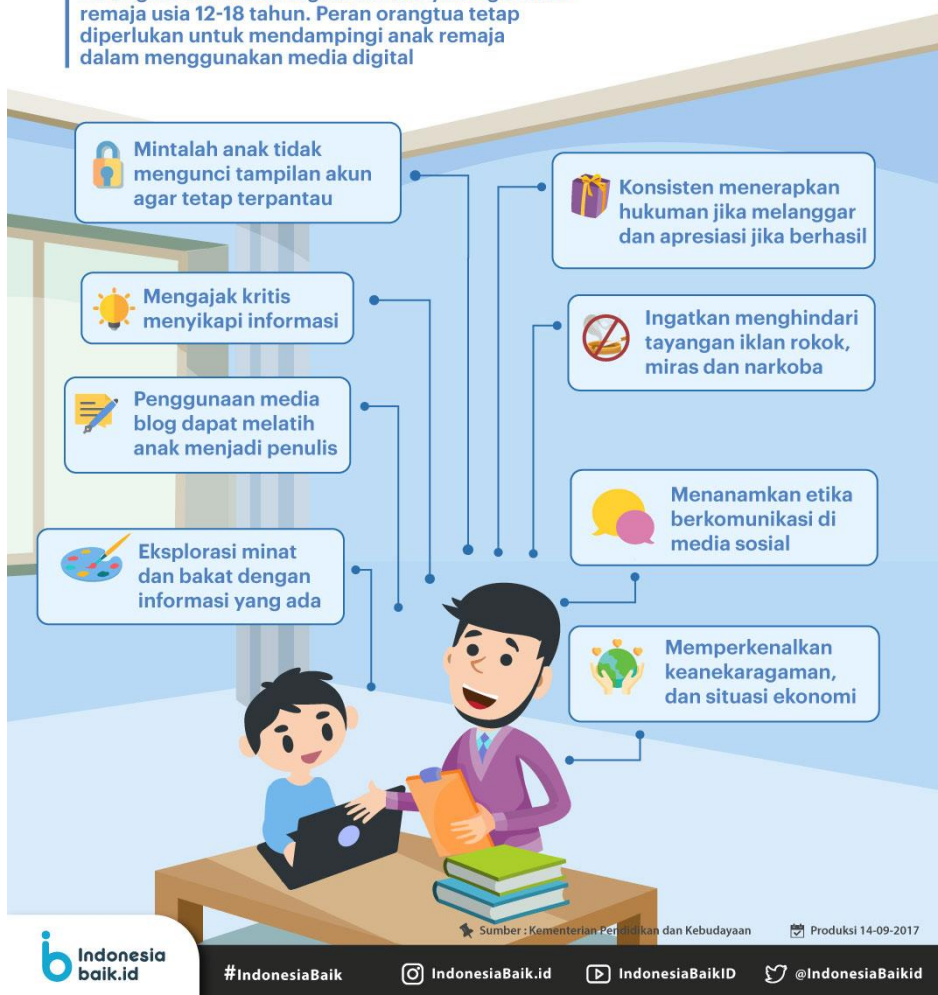 remaja usia 12-18 tahun. Peran orangtua tetap
diperlukan untuk mendampingi anak remaja
dalam menggunakan media digital
Mintalah anak tidak
mengunci tampilan akun
agar tetap terpantau
Konsisten menerapkan
hukuman jika melanggar
dan apresiasi jika berhasil
Mengajak kritis
menyikapi informasi
Ingatkan menghindari
tayangan iklan rokok,
miras dan narkoba
Penggunaan media
blog dapat melatih
anak menjadi penulis
Menanamkan etika
berkomunikasi di
media sosial
Eksplorasi minat
dan bakat dengan
informasi yang ada
Memperkenalkan
keanekaragaman,
dan situasi ekonomi
Sumber : Kementerian Pendidikan dan Kebudayaan
Produksi 14-09-2017
Indonesia
baik.id
#IndonesiaBaik
IndonesiaBaik.id
IndonesiaBaikID
@IndonesiaBaikid